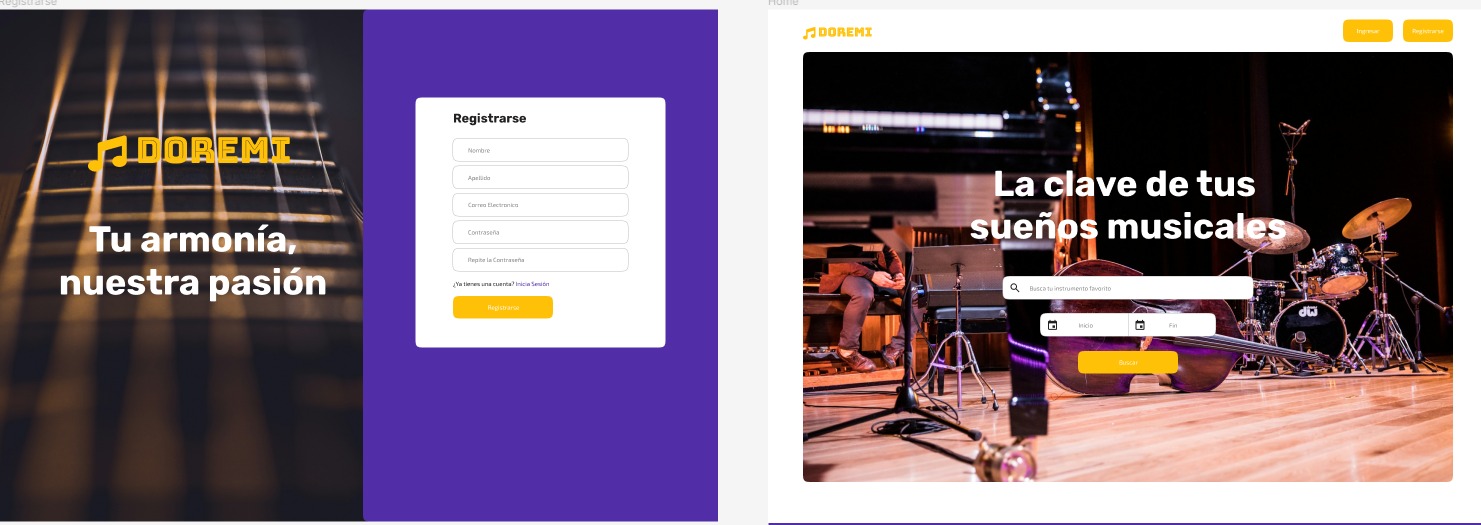 Registrarse
DOREMI
Tu armonía,
nuestra pasión
Registrarse
Nombre
Apellido
Correo Electronico
Contraseña
Repite la Contraseña
¿Ya tienes una cuenta? Inicia Sesión
Registrarse
Home
DOREMI
Ingresar
Registrarse
La clave de tus
sueños musicales
Busca tu instrumento favorito
Inicio
Fin
Buscar
dw